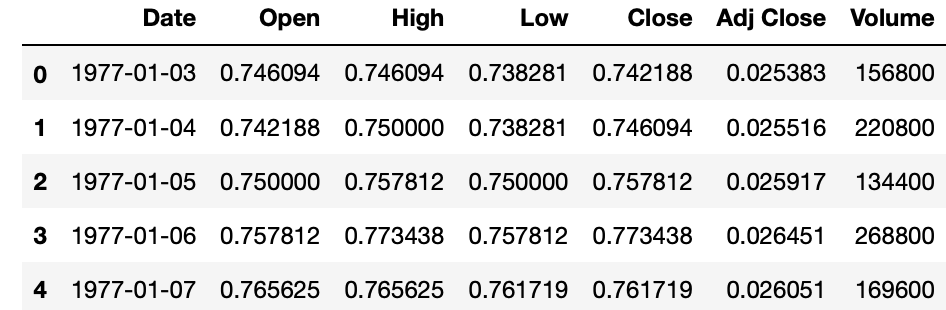 Date Open High Low Close Adj Close Volume
0 1977-01-03 0.746094 0.746094 0.738281 0.742188 0.025383 156800
1 1977-01-04 0.742188 0.750000 0.738281 0.746094 0.025516 220800
2 1977-01-05 0.750000 0.757812 0.750000 0.757812 0.025917 134400
3 1977-01-06 0.757812 0.773438 0.757812 0.773438 0.026451 268800
4 1977-01-07 0.765625 0.765625 0.761719 0.761719 0.026051 169600